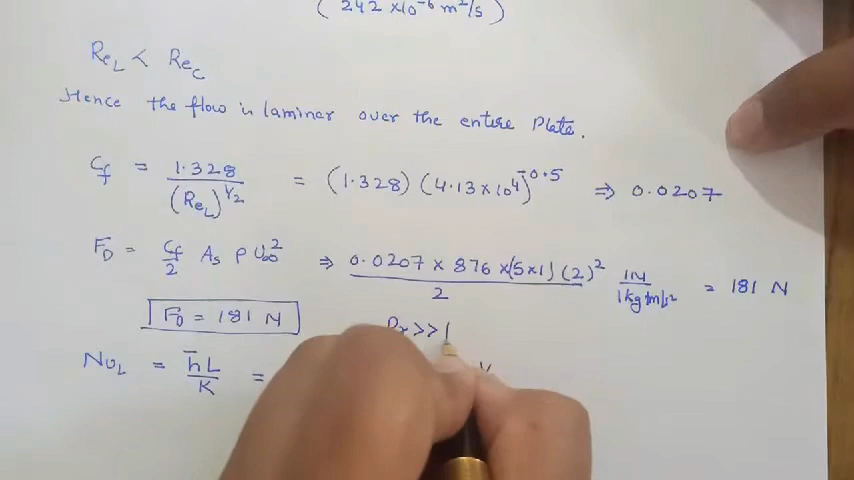 ( 242 ×10⁻⁶ m²/s )
Re_L < Re_C
Hence the flow is laminar over the entire Plate.
C_f = 1.328 / (Re_L)^1/2 = (1.328) (4.13×10⁴)^-0.5 ⇒ 0.0207
F_D = C_f/2 A_s ρ U∞² ⇒ 0.0207 × 876 × (5×1) (2)² / 2 1N / 1kg m/s² = 181 N
F_D = 181 N
Pr >> 1
Nu_L = h̄L / K =